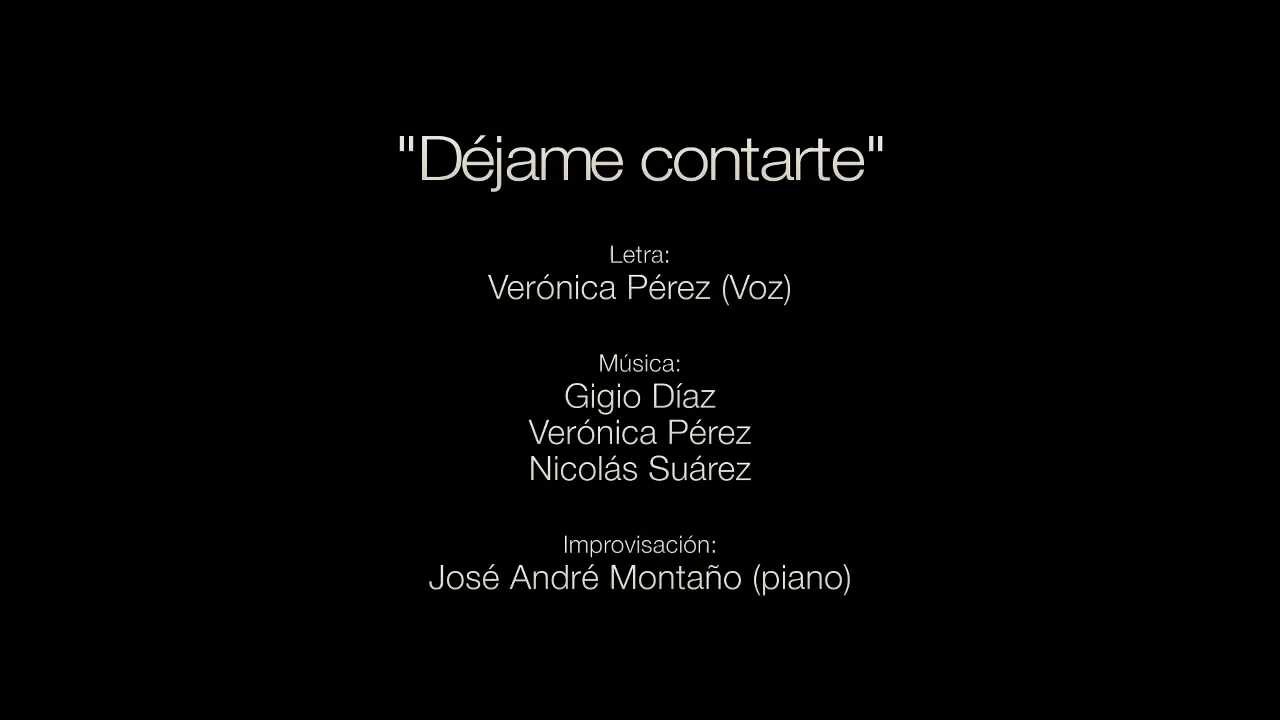 "Déjame contarte"
Letra:
Verónica Pérez (Voz)
Música:
Gigio Díaz
Verónica Pérez
Nicolás Suárez
Improvisación:
José André Montaño (piano)